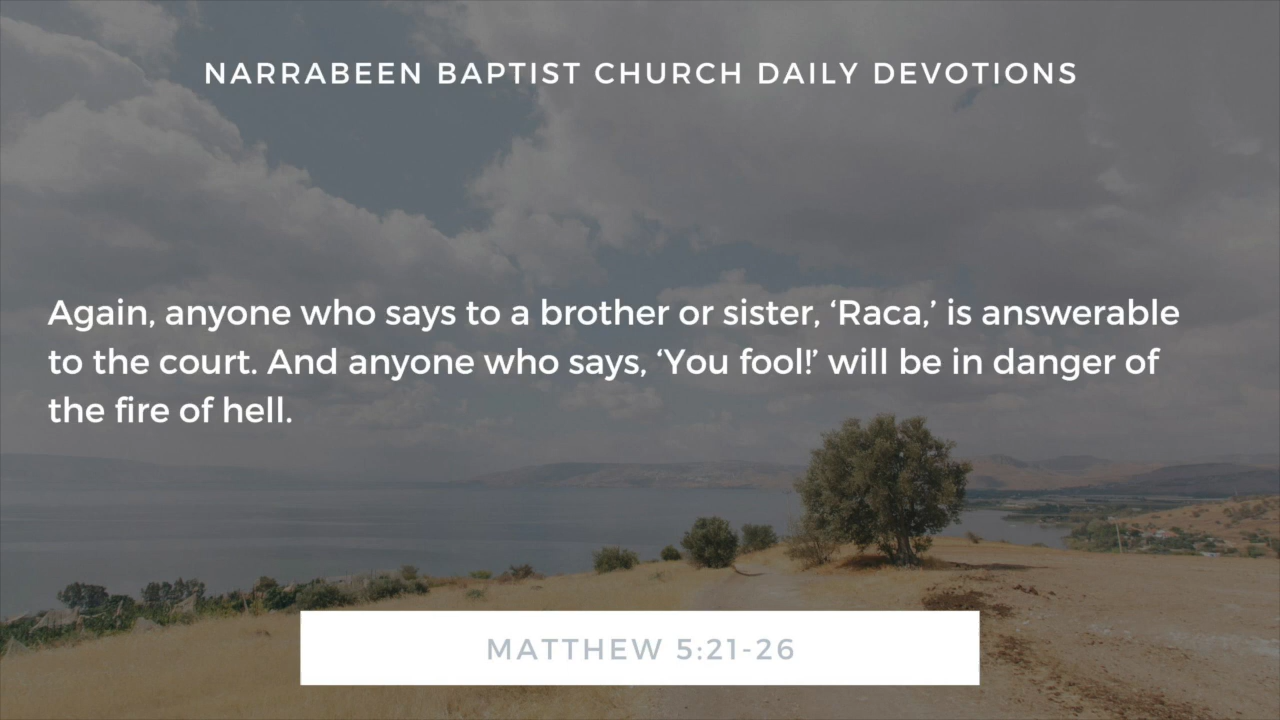 NARRABEEN BAPTIST CHURCH DAILY DEVOTIONS
Again, anyone who says to a brother or sister, ‘Raca,’ is answerable
to the court. And anyone who says, ‘You fool!’ will be in danger of
the fire of hell.
MATTHEW 5:21-26